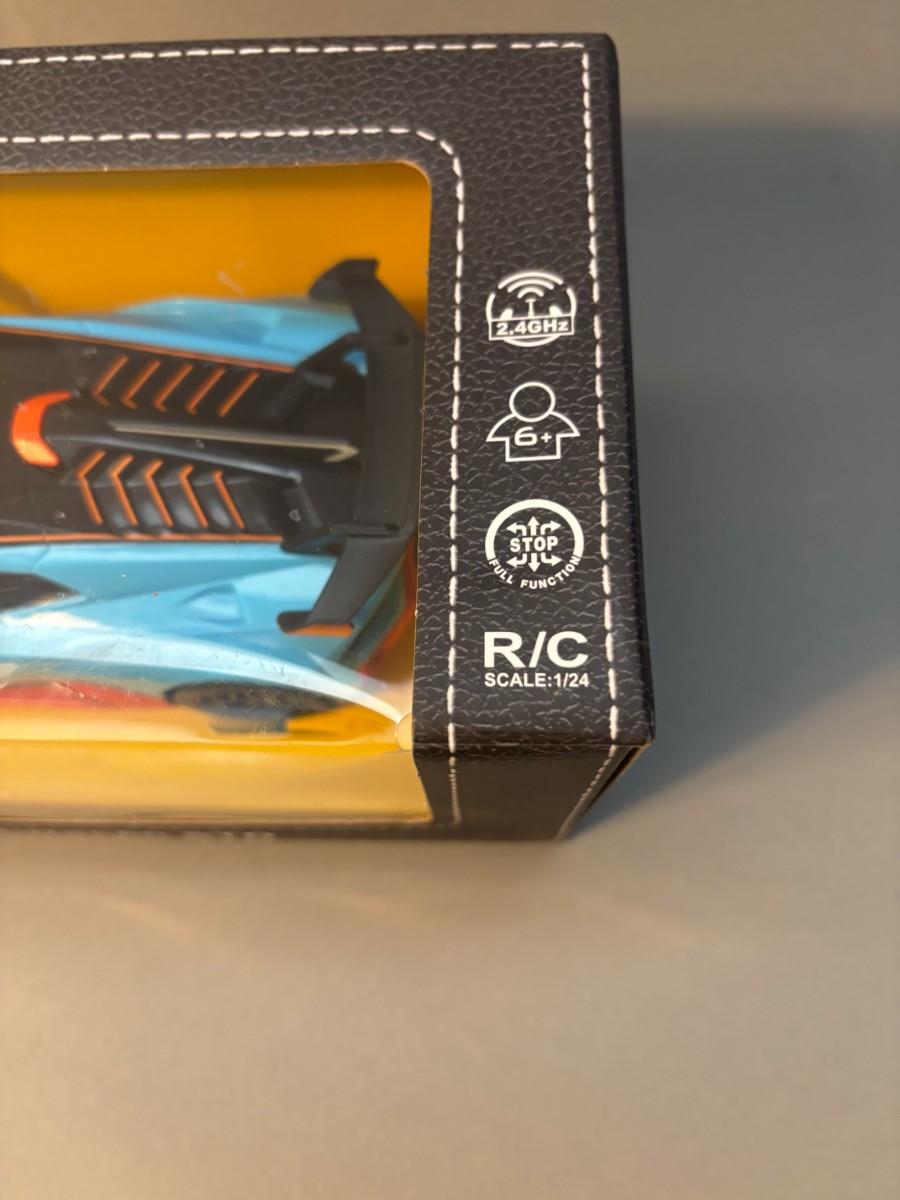 2.4GHz
6+
STOP
FULL FUNCTION
R/C
SCALE:1/24